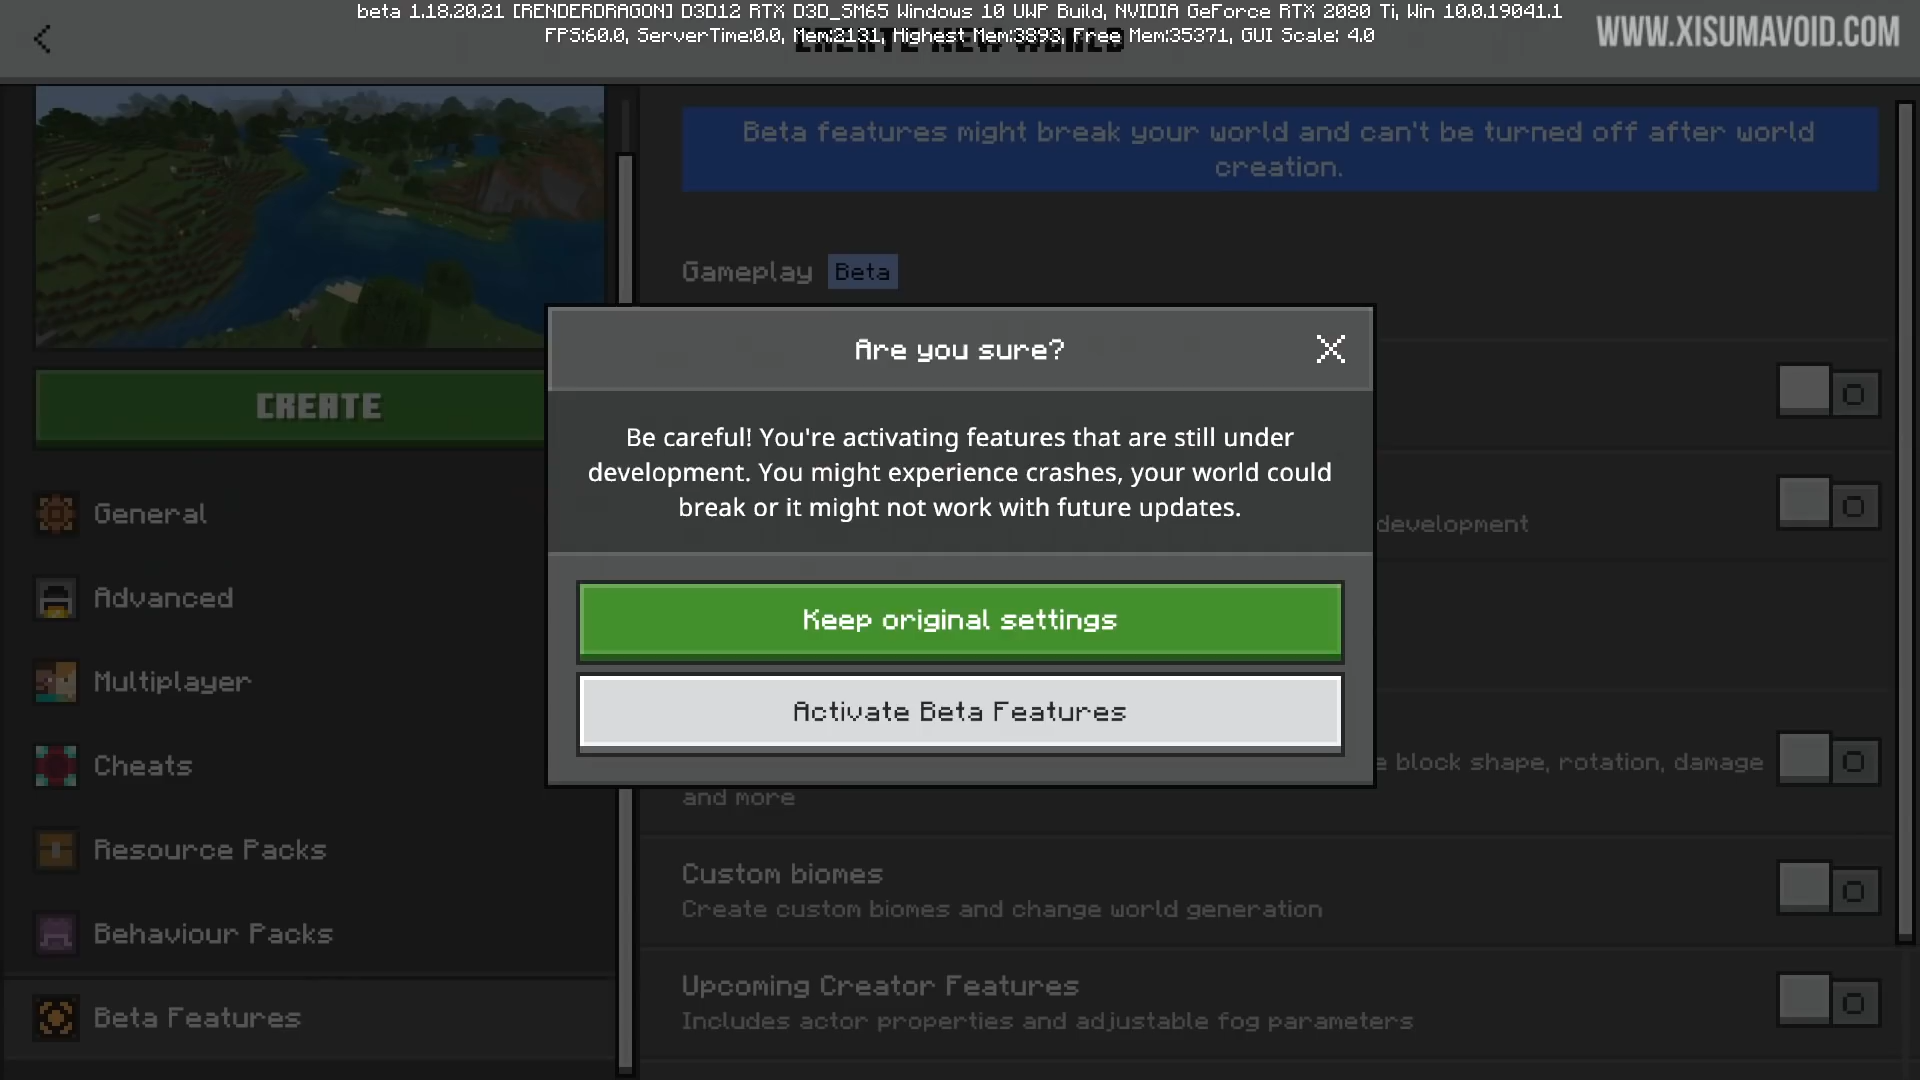 beta 1.18.20.21 [RENDERDRAGON] D3D12 RTX D3D_SM65 Windows 10 UWP Build, NVIDIA GeForce RTX 2080 Ti, Win 10.0.19041.1
FPS:60.0, ServerTime:0.0, Mem:2131, Highest Mem:3893, Free Mem:35371, GUI Scale: 4.0
CREATE NEW WORLD
WWW.XISUMAVOID.COM
CREATE
General
Advanced
Multiplayer
Cheats
Resource Packs
Behaviour Packs
Beta Features
Beta features might break your world and can't be turned off after world
creation.
Gameplay Beta
development
e block shape, rotation, damage
and more
Custom biomes
Create custom biomes and change world generation
Upcoming Creator Features
Includes actor properties and adjustable fog parameters
Are you sure?
Be careful! You're activating features that are still under
development. You might experience crashes, your world could
break or it might not work with future updates.
Keep original settings
Activate Beta Features